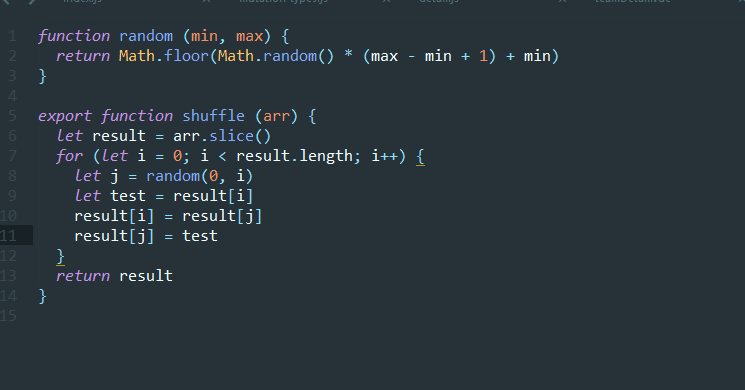 1 function random (min, max) {
2   return Math.floor(Math.random() * (max - min + 1) + min)
3 }
4
5 export function shuffle (arr) {
6   let result = arr.slice()
7   for (let i = 0; i < result.length; i++) {
8     let j = random(0, i)
9     let test = result[i]
10     result[i] = result[j]
11     result[j] = test
12   }
13   return result
14 }
15